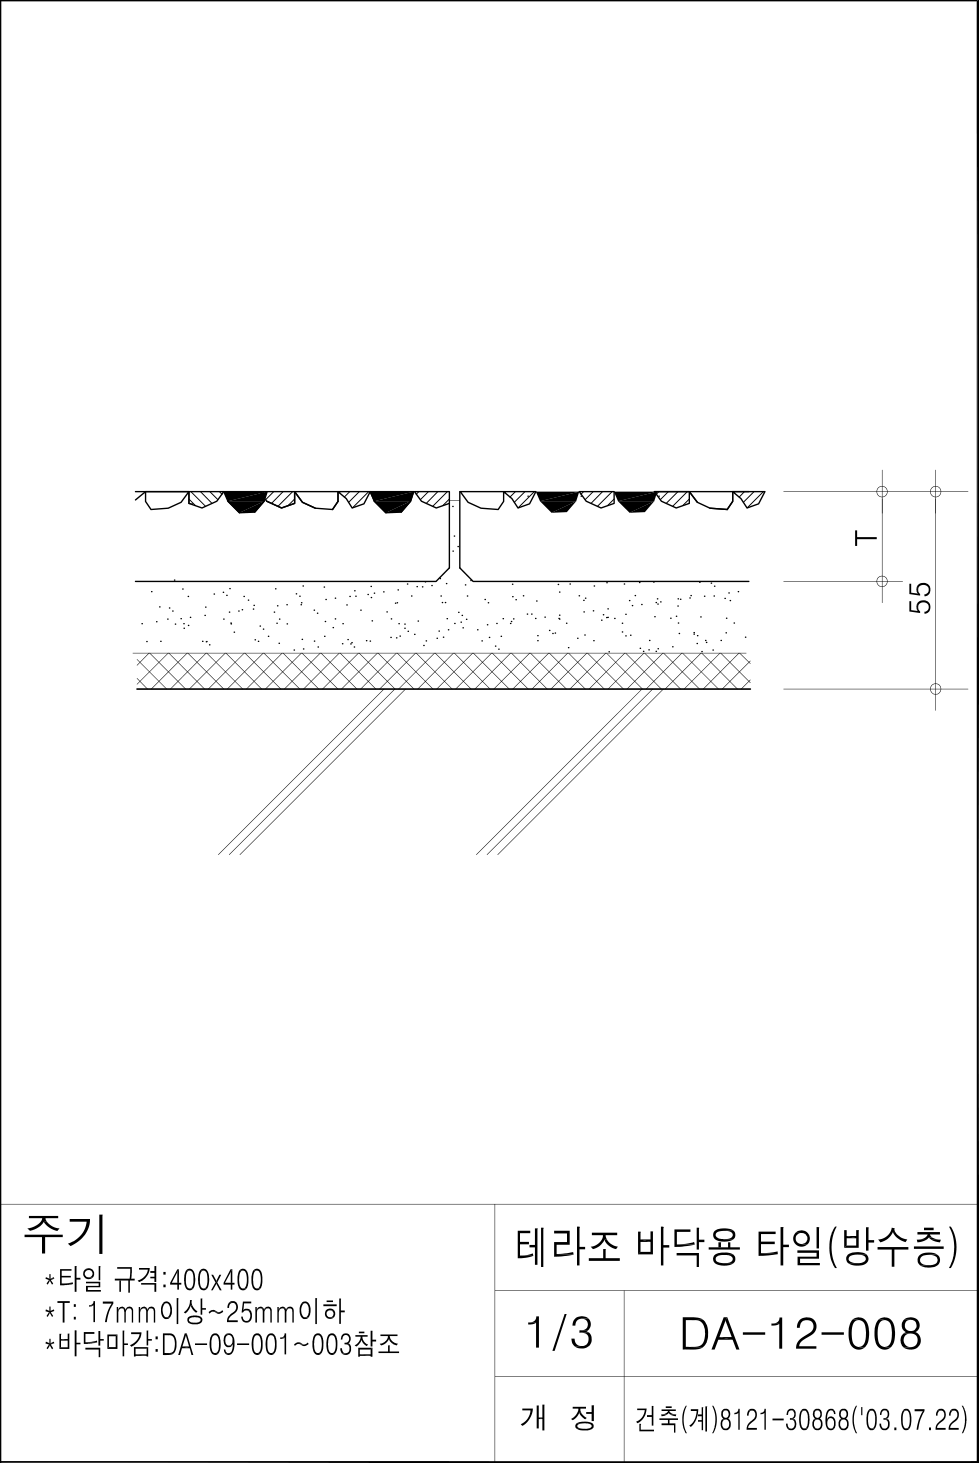 T
55
주기
*타일 규격:400x400
*T: 17mm이상~25mm이하
*바닥마감:DA-09-001~003참조
테라조 바닥용 타일(방수층)
1/3
DA-12-008
개 정
건축(계)8121-30868('03.07.22)